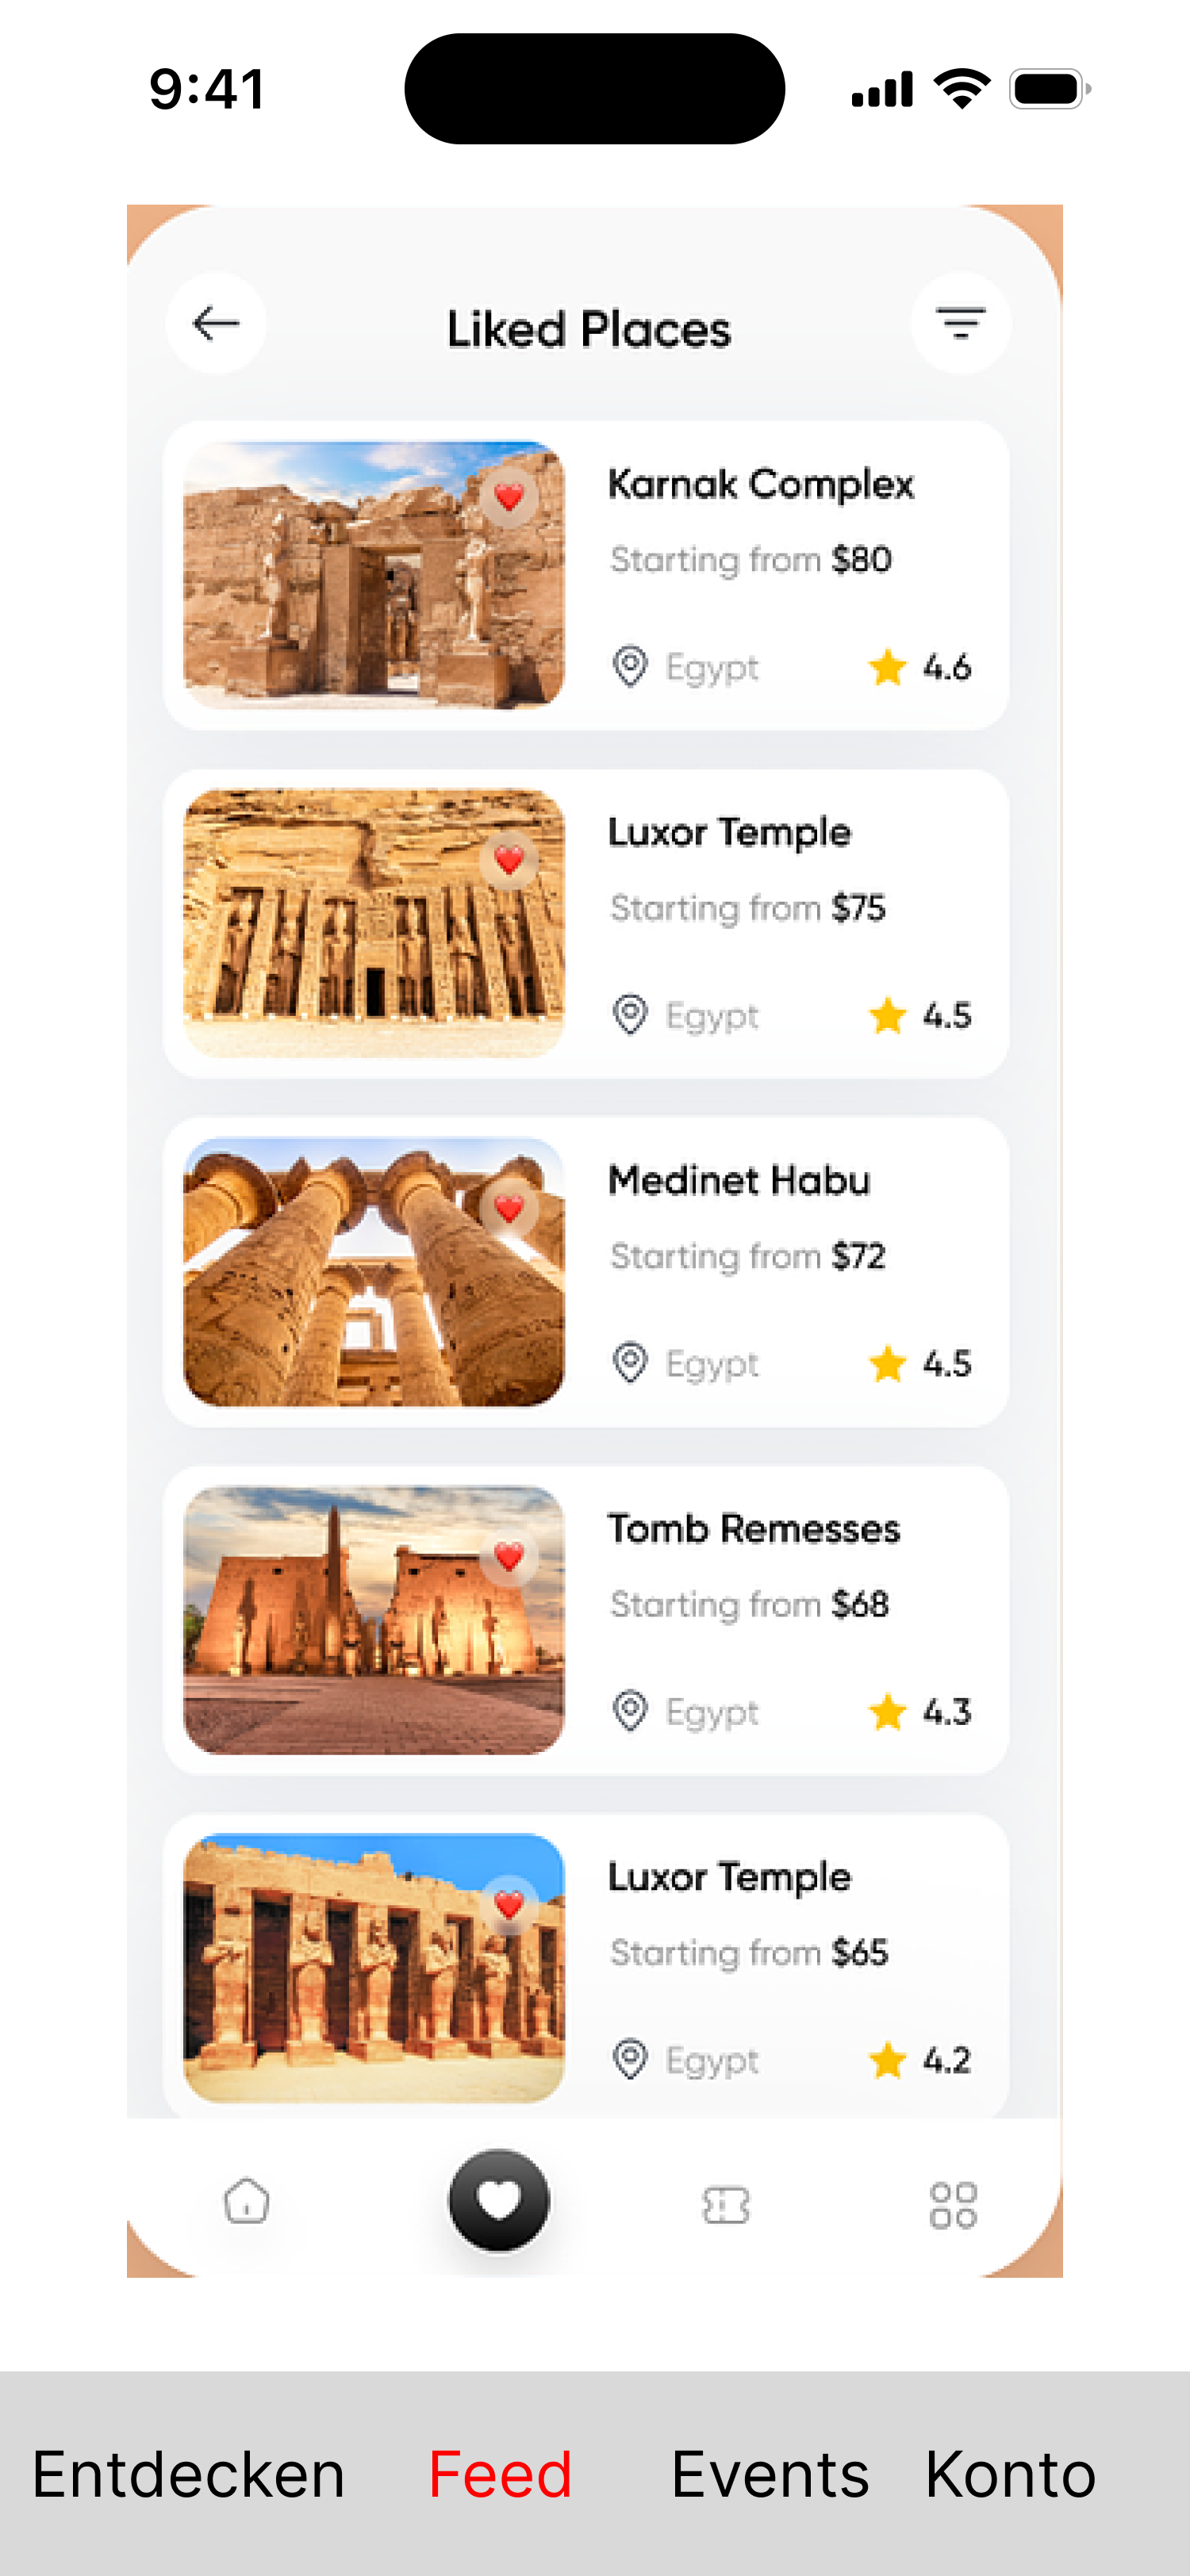 9:41
Liked Places
Karnak Complex
Starting from $80
Egypt 4.6
Luxor Temple
Starting from $75
Egypt 4.5
Medinet Habu
Starting from $72
Egypt 4.5
Tomb Remesses
Starting from $68
Egypt 4.3
Luxor Temple
Starting from $65
Egypt 4.2
Entdecken Feed Events Konto